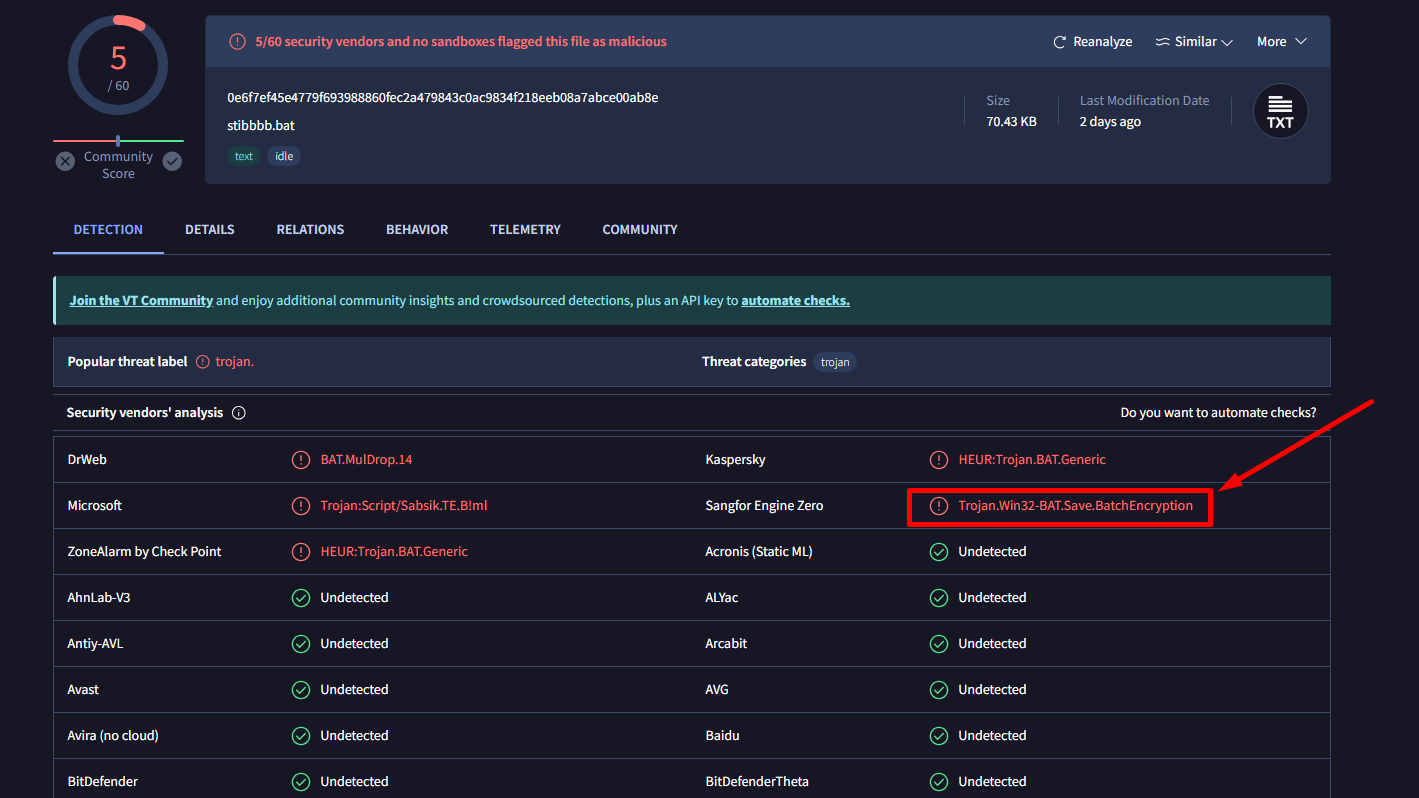 5
/ 60
Community
Score
5/60 security vendors and no sandboxes flagged this file as malicious
Reanalyze
Similar
More
0e6f7ef45e4779f693988860fec2a479843c0ac9834f218eeb08a7abce00ab8e
stibbbb.bat
text idle
Size
70.43 KB
Last Modification Date
2 days ago
TXT
DETECTION DETAILS RELATIONS BEHAVIOR TELEMETRY COMMUNITY
Join the VT Community and enjoy additional community insights and crowdsourced detections, plus an API key to automate checks.
Popular threat label trojan. Threat categories trojan
Security vendors' analysis Do you want to automate checks?
DrWeb BAT.MulDrop.14 Kaspersky HEUR:Trojan.BAT.Generic
Microsoft Trojan:Script/Sabsik.TE.B!ml Sangfor Engine Zero Trojan.Win32-BAT.Save.BatchEncryption
ZoneAlarm by Check Point HEUR:Trojan.BAT.Generic Acronis (Static ML) Undetected
AhnLab-V3 Undetected ALYac Undetected
Antiy-AVL Undetected Arcabit Undetected
Avast Undetected AVG Undetected
Avira (no cloud) Undetected Baidu Undetected
BitDefender Undetected BitDefenderTheta Undetected